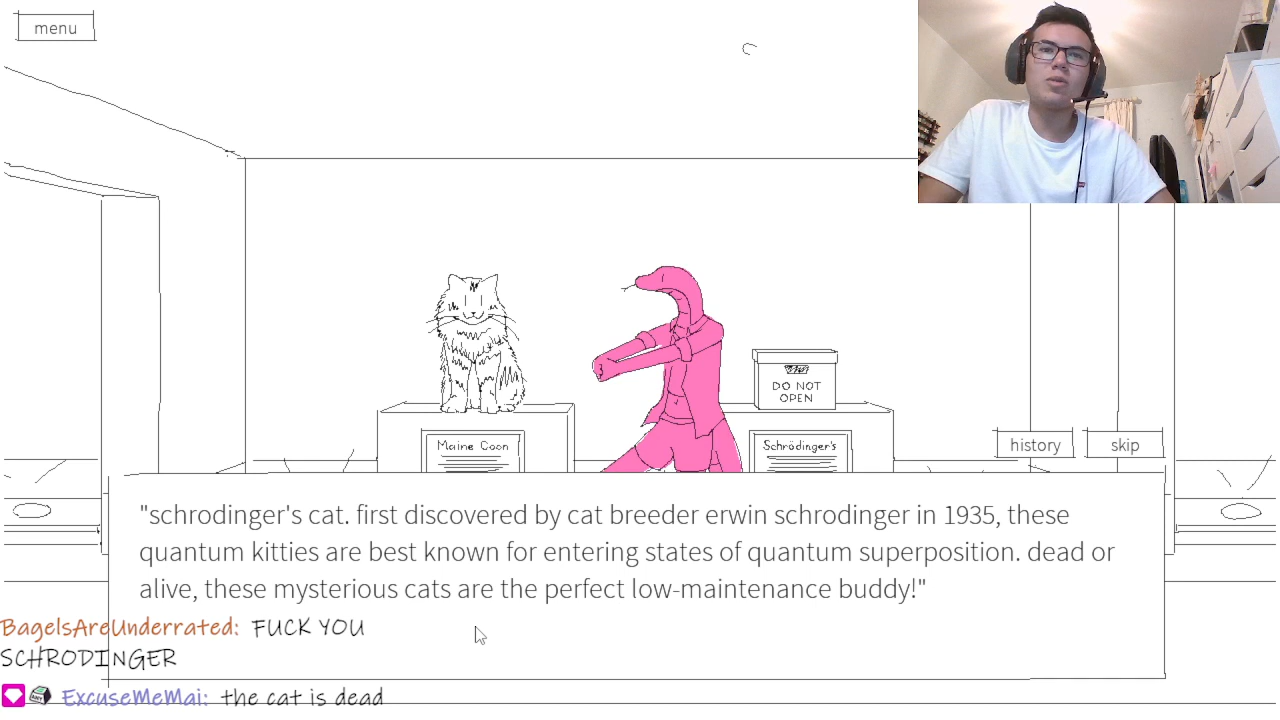 menu
DO NOT
OPEN
Maine Coon
Schrödinger's
history
skip
"schrodinger's cat. first discovered by cat breeder erwin schrodinger in 1935, these
quantum kitties are best known for entering states of quantum superposition. dead or
alive, these mysterious cats are the perfect low-maintenance buddy!"
BagelsAreUnderrated: FUCK YOU
SCHRODINGER
ExcuseMeMai: the cat is dead